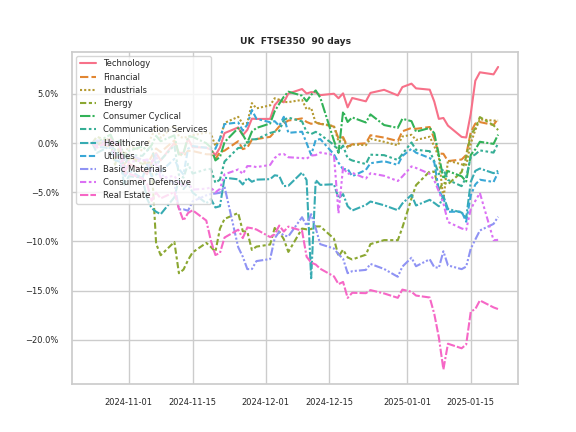 UK FTSE350 90 days
Technology
Financial
Industrials
Energy
Consumer Cyclical
Communication Services
Healthcare
Utilities
Basic Materials
Consumer Defensive
Real Estate
5.0%
0.0%
−5.0%
−10.0%
−15.0%
−20.0%
2024-11-01 2024-11-15 2024-12-01 2024-12-15 2025-01-01 2025-01-15